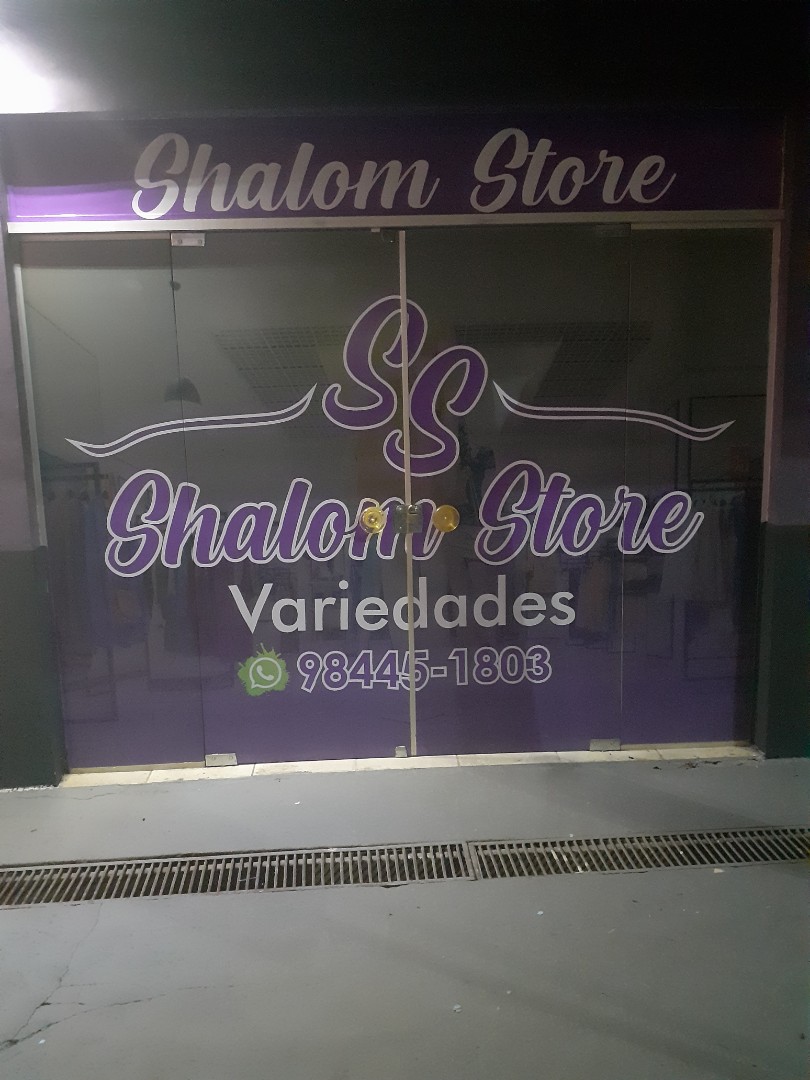 Shalom Store
SS
Shalom Store
Variedades
98445-1803